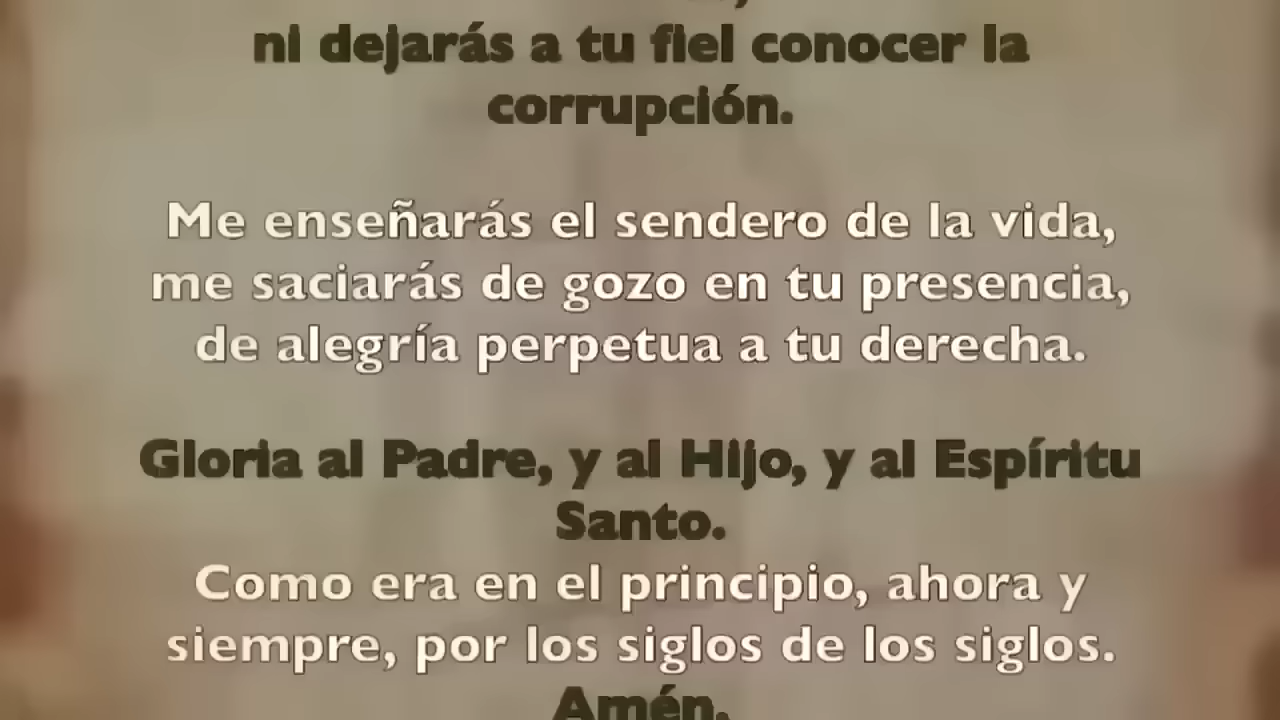 ni dejarás a tu fiel conocer la
corrupción.
Me enseñarás el sendero de la vida,
me saciarás de gozo en tu presencia,
de alegría perpetua a tu derecha.
Gloria al Padre, y al Hijo, y al Espíritu
Santo.
Como era en el principio, ahora y
siempre, por los siglos de los siglos.
Amén.